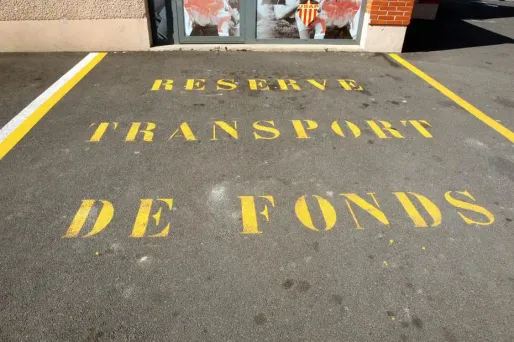 RESERVE
TRANSPORT
DE FONDS